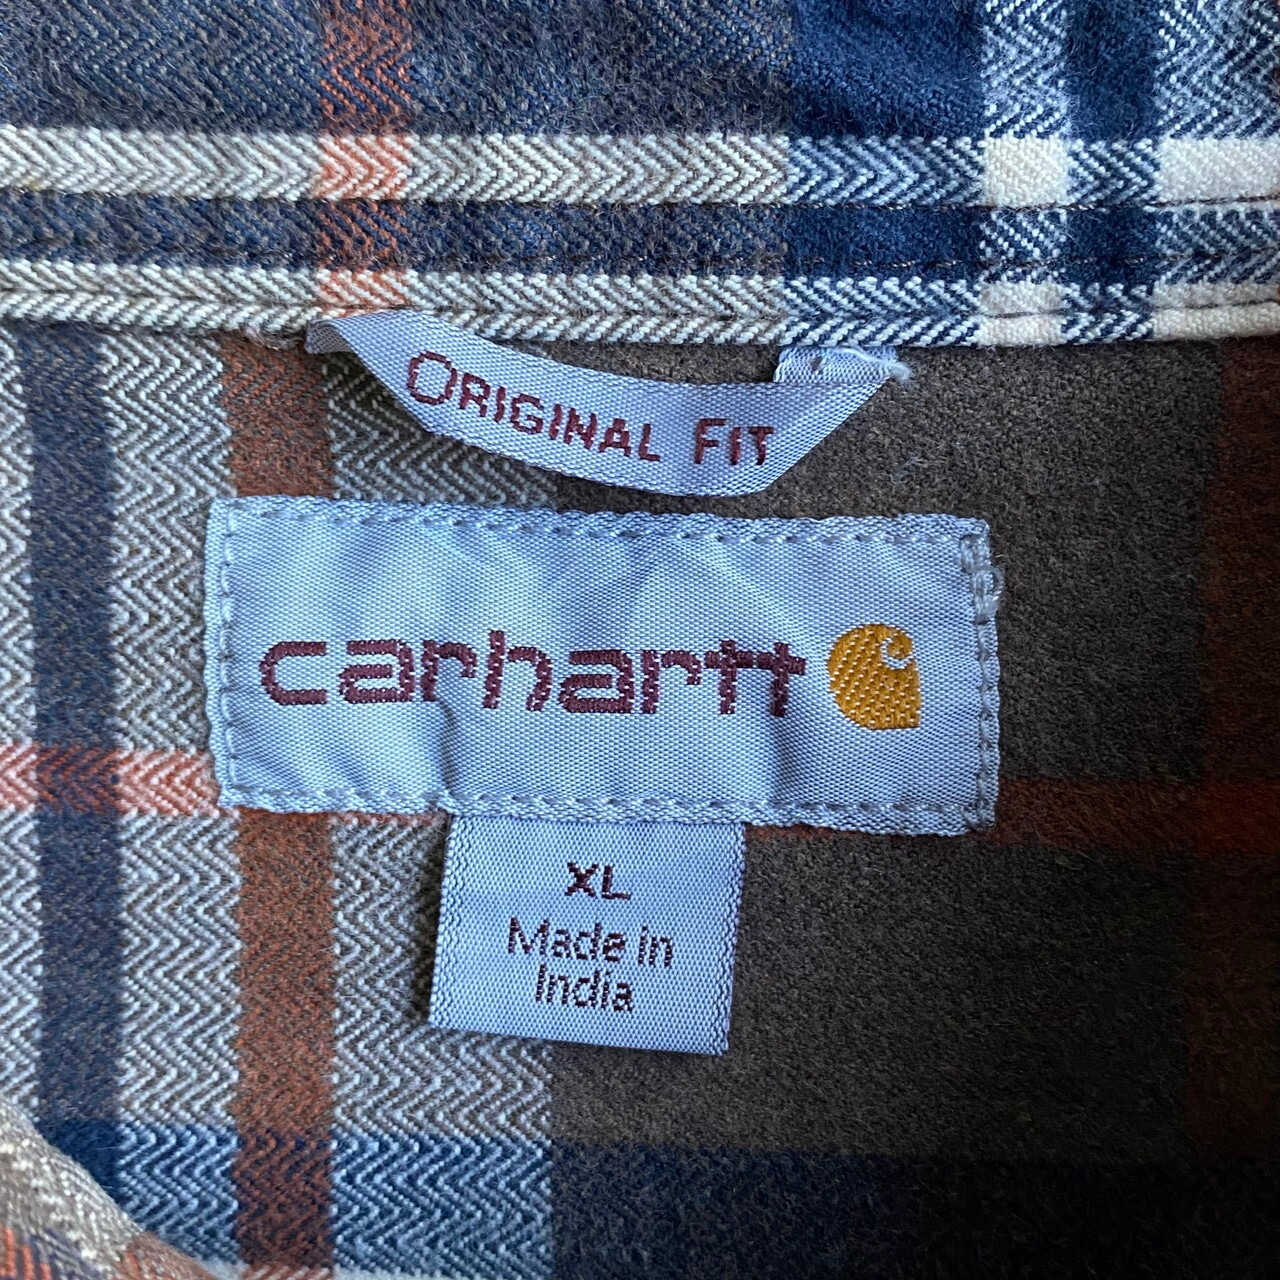 ORIGINAL FIT
carhartt
XL
Made in
India